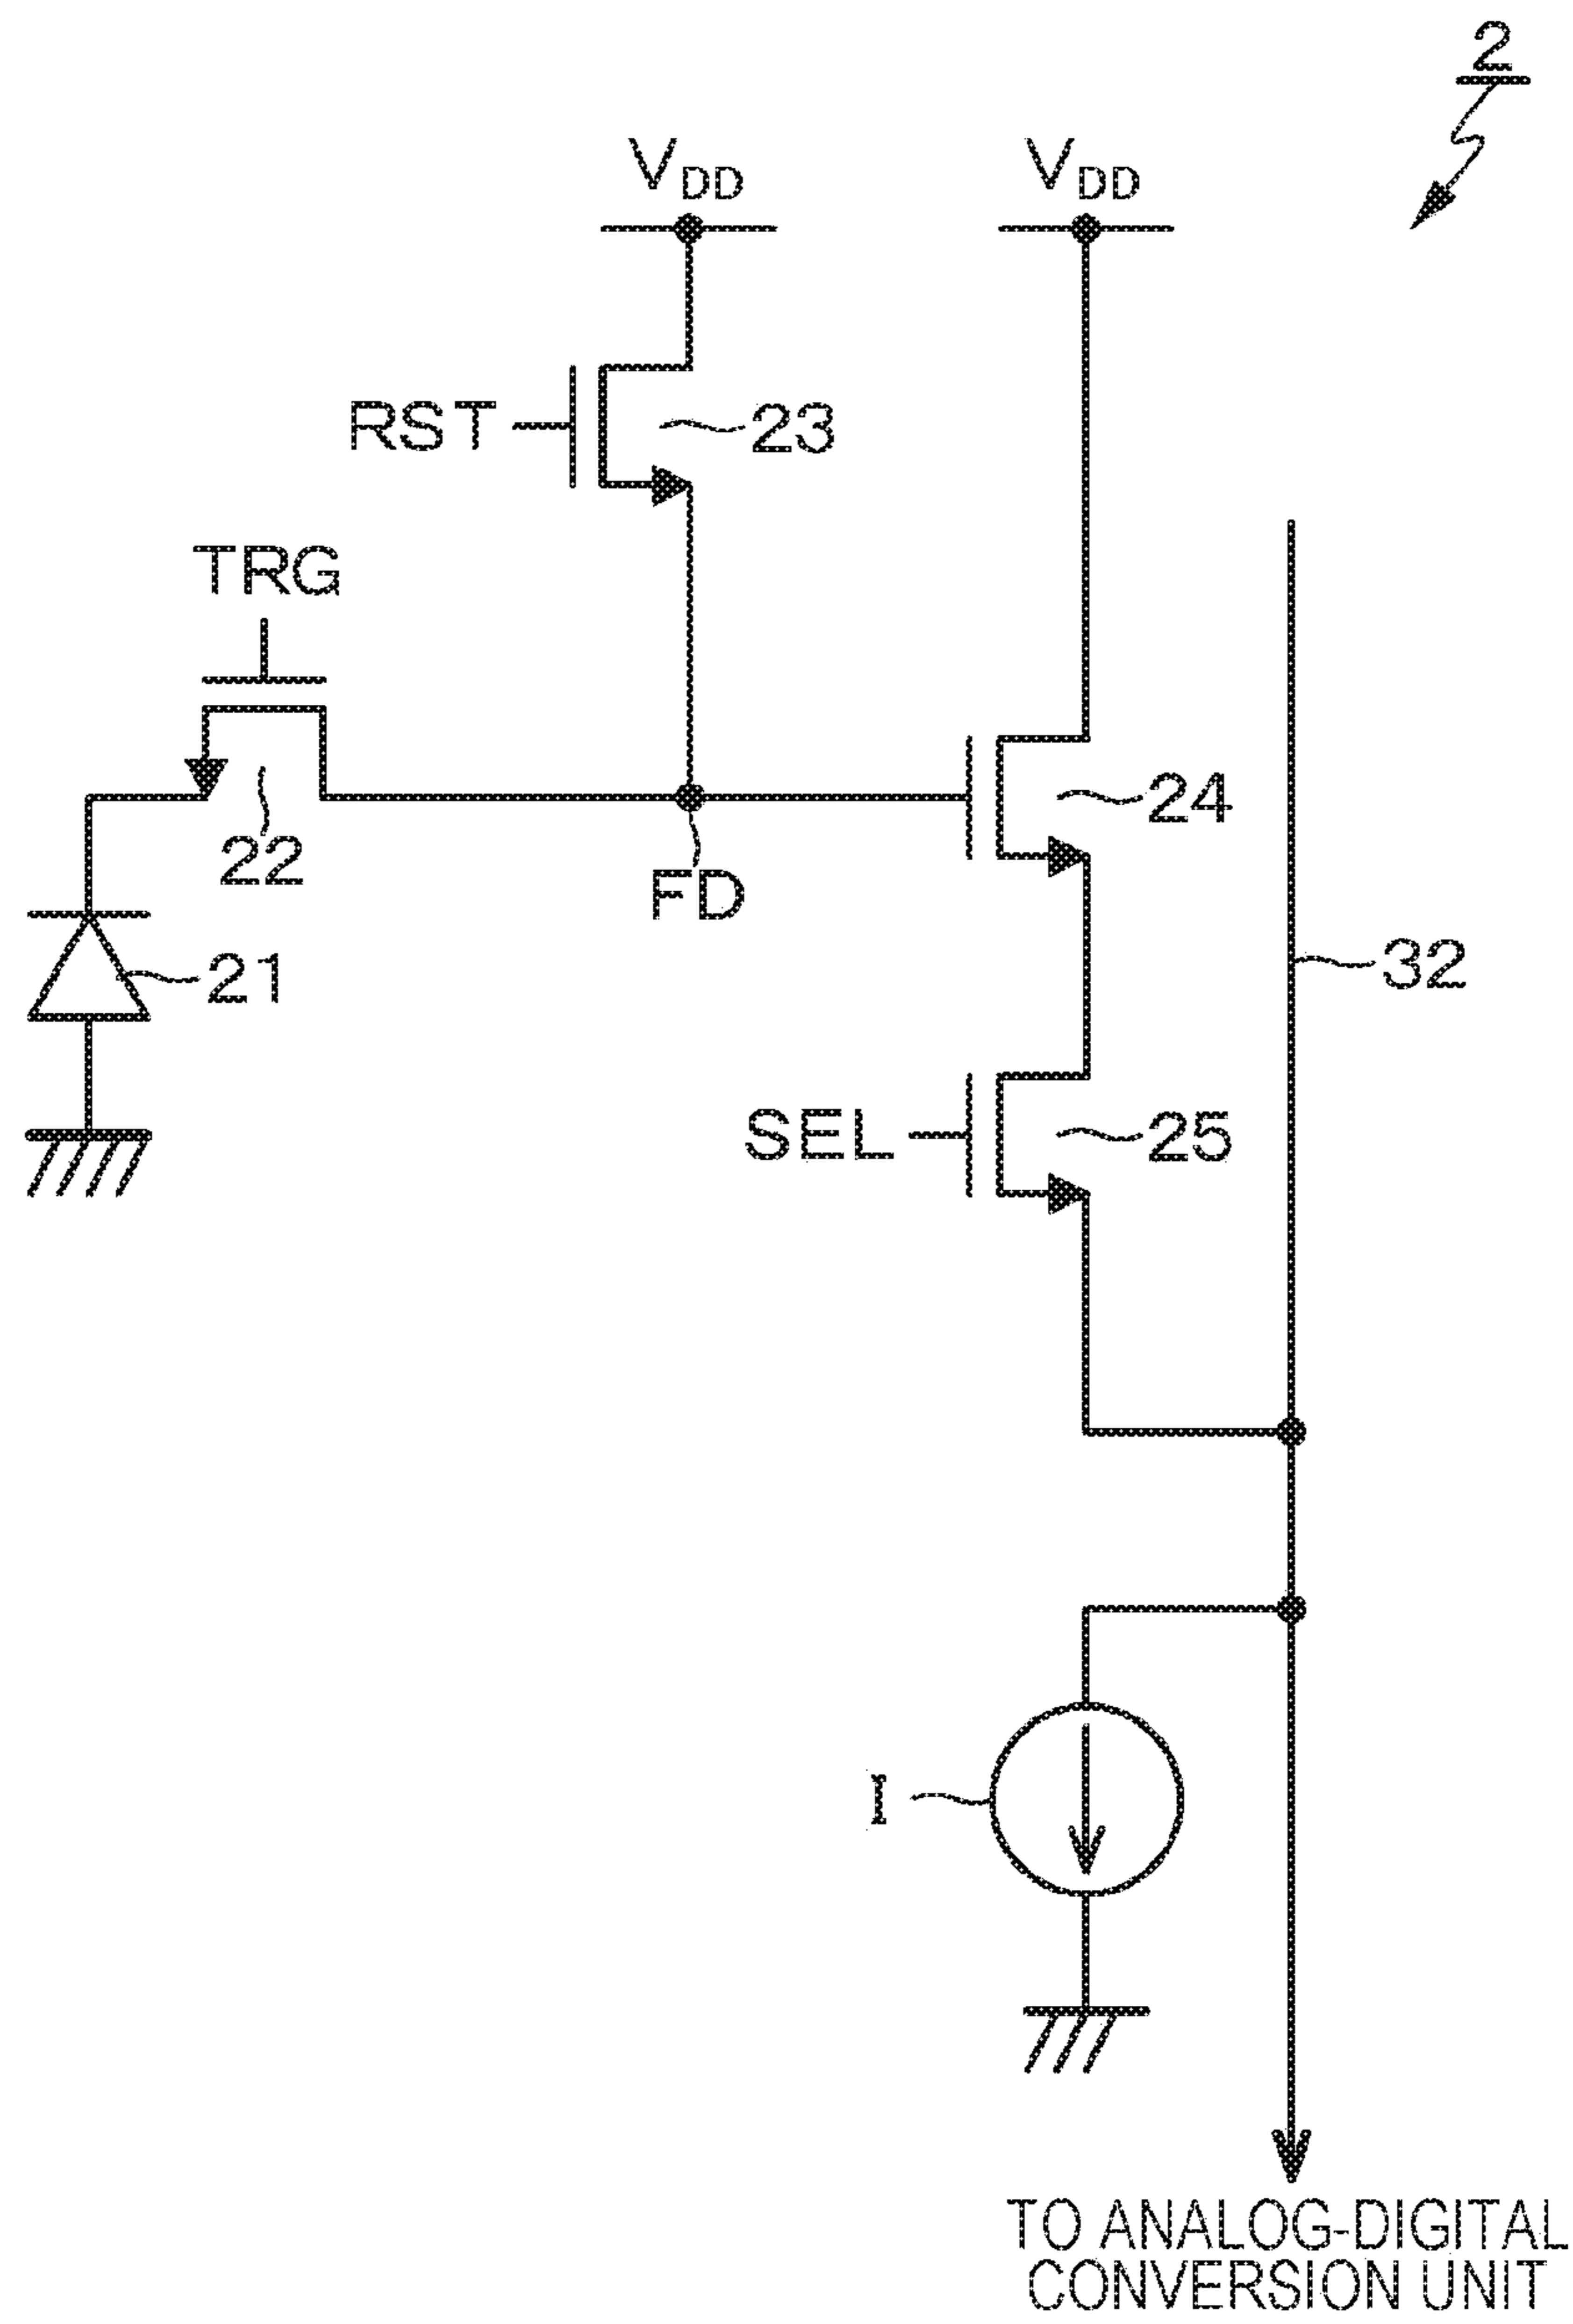 2
VDD VDD
RST 23
TRG
24
22
FD
21
32
SEL 25
I
TO ANALOG-DIGITAL
CONVERSION UNIT